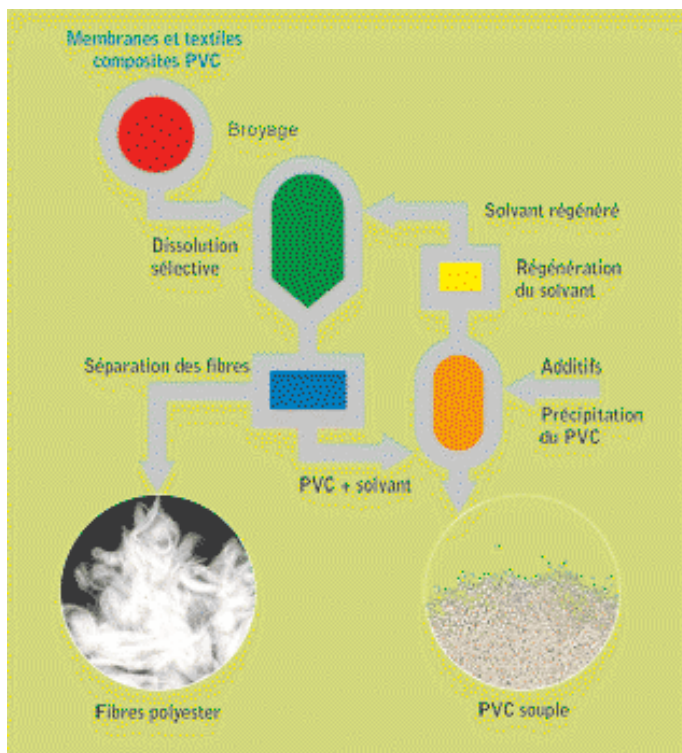 Membranes et textiles
composites PVC
Broyage
Solvant régénéré
Dissolution
sélective
Régénération
du solvant
Séparation des fibres
Additifs
Précipitation
du PVC
PVC + solvant
Fibres polyester
PVC souple